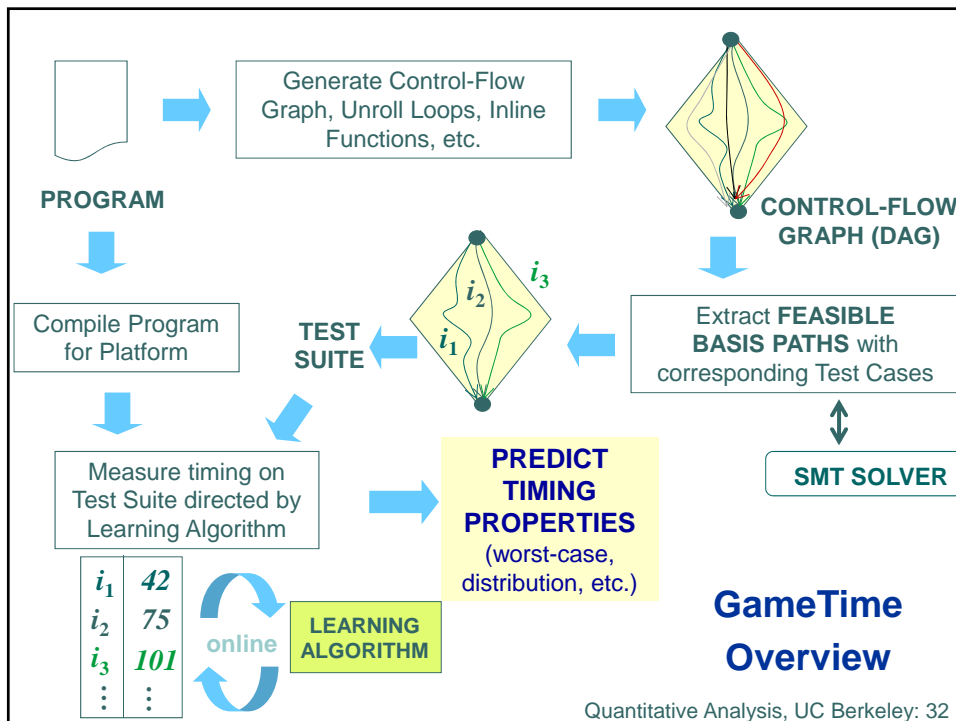 Generate Control-Flow
Graph, Unroll Loops, Inline
Functions, etc.
PROGRAM
CONTROL-FLOW
GRAPH (DAG)
Extract FEASIBLE
BASIS PATHS with
corresponding Test Cases
SMT SOLVER
i1
i2
i3
TEST
SUITE
Compile Program
for Platform
Measure timing on
Test Suite directed by
Learning Algorithm
i1 42
i2 75
i3 101
⋮ ⋮
online
LEARNING
ALGORITHM
PREDICT
TIMING
PROPERTIES
(worst-case,
distribution, etc.)
GameTime
Overview
Quantitative Analysis, UC Berkeley: 32